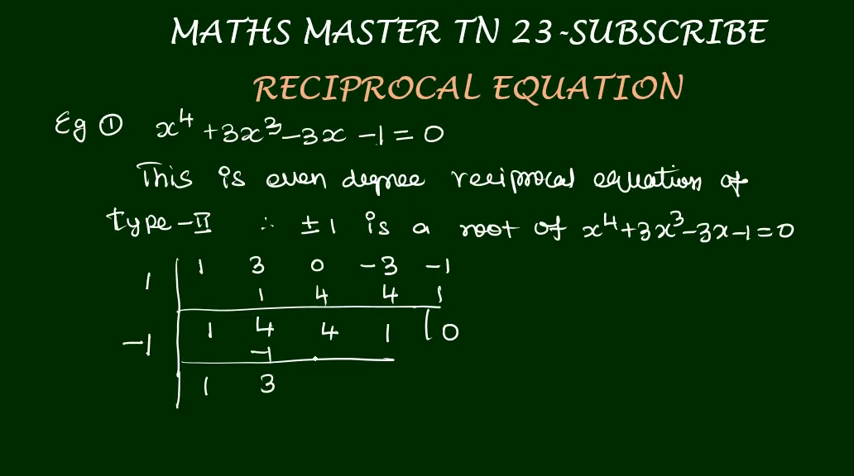 MATHS MASTER TN 23-SUBSCRIBE
RECIPROCAL EQUATION
Eg ① x⁴+3x³-3x-1=0
This is even degree reciprocal equation of
type-II ∴ ±1 is a root of x⁴+3x³-3x-1=0
1 | 1 3 0 -3 -1
1 4 4 1
-1 | 1 4 4 1 | 0
-1
1 3